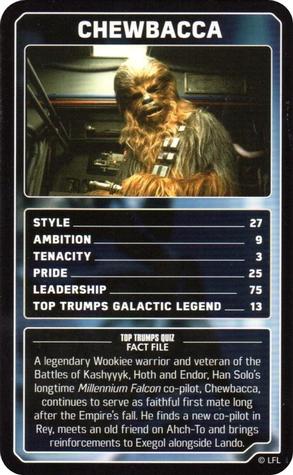 CHEWBACCA
STYLE 27
AMBITION 9
TENACITY 3
PRIDE 25
LEADERSHIP 75
TOP TRUMPS GALACTIC LEGEND 13
TOP TRUMPS QUIZ
FACT FILE
A legendary Wookiee warrior and veteran of the
Battles of Kashyyyk, Hoth and Endor, Han Solo's
longtime Millennium Falcon co-pilot, Chewbacca,
continues to serve as faithful first mate long
after the Empire's fall. He finds a new co-pilot in
Rey, meets an old friend on Ahch-To and brings
reinforcements to Exegol alongside Lando.
© LFL